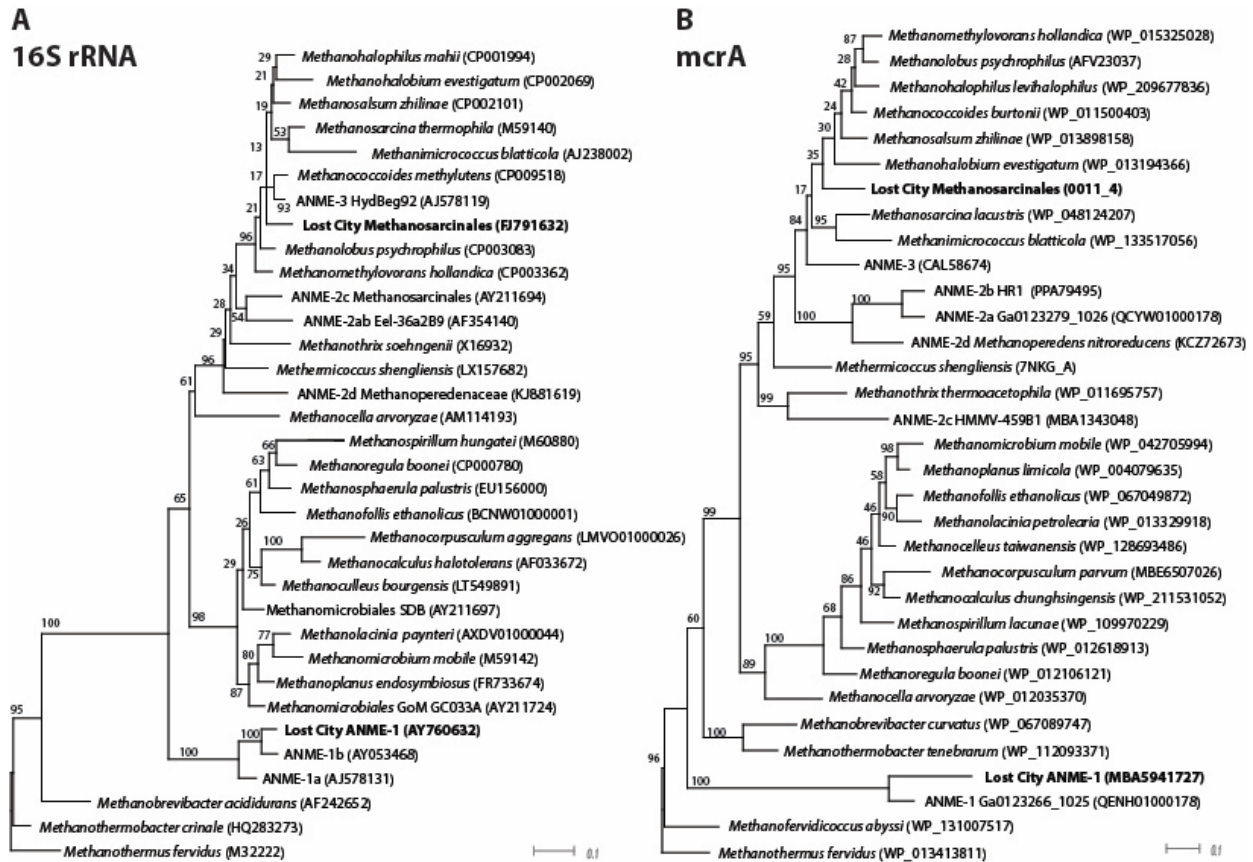 A
16S rRNA
29
Methanohalophilus mahii (CP001994)
21
Methanohalobium evestigatum (CP002069)
19
Methanosalsum zhilinae (CP002101)
53
Methanosarcina thermophila (M59140)
13
Methanimicrococcus blatticola (AJ238002)
17
Methanococcoides methylutens (CP009518)
93
ANME-3 HydBeg92 (AJ578119)
21
Lost City Methanosarcinales (FJ791632)
96
Methanolobus psychrophilus (CP003083)
34
Methanomethylovorans hollandica (CP003362)
28
ANME-2c Methanosarcinales (AY211694)
54
ANME-2ab Eel-36a2B9 (AF354140)
29
Methanothrix soehngenii (X16932)
96
Methermicoccus shengliensis (LX157682)
61
ANME-2d Methanoperedenaceae (KJ881619)
Methanocella arvoryzae (AM114193)
66
Methanospirillum hungatei (M60880)
63
Methanoregula boonei (CP000780)
61
Methanosphaerula palustris (EU156000)
65
Methanofollis ethanolicus (BCNW01000001)
26
100
Methanocorpusculum aggregans (LMVO01000026)
29
75
Methanocalculus halotolerans (AF033672)
Methanoculleus bourgensis (LT549891)
98
Methanomicrobiales SDB (AY211697)
100
77
Methanolacinia paynteri (AXDV01000044)
80
Methanomicrobium mobile (M59142)
87
Methanoplanus endosymbiosus (FR733674)
Methanomicrobiales GoM GC033A (AY211724)
95
100
Lost City ANME-1 (AY760632)
100
ANME-1b (AY053468)
ANME-1a (AJ578131)
Methanobrevibacter acididurans (AF242652)
Methanothermobacter crinale (HQ283273)
Methanothermus fervidus (M32222)
0.1
B
mcrA
87
Methanomethylovorans hollandica (WP_015325028)
28
Methanolobus psychrophilus (AFV23037)
42
Methanohalophilus levihalophilus (WP_209677836)
24
Methanococcoides burtonii (WP_011500403)
30
Methanosalsum zhilinae (WP_013898158)
35
Methanohalobium evestigatum (WP_013194366)
17
Lost City Methanosarcinales (0011_4)
84
95
Methanosarcina lacustris (WP_048124207)
Methanimicrococcus blatticola (WP_133517056)
95
ANME-3 (CAL58674)
100
ANME-2b HR1 (PPA79495)
59
100
ANME-2a Ga0123279_1026 (QCYW01000178)
ANME-2d Methanoperedens nitroreducens (KCZ72673)
95
Methermicoccus shengliensis (7NKG_A)
99
Methanothrix thermoacetophila (WP_011695757)
ANME-2c HMMV-459B1 (MBA1343048)
98
Methanomicrobium mobile (WP_042705994)
58
Methanoplanus limicola (WP_004079635)
46
90
Methanofollis ethanolicus (WP_067049872)
99
Methanolacinia petrolearia (WP_013329918)
46
Methanocelleus taiwanensis (WP_128693486)
86
92
Methanocorpusculum parvum (MBE6507026)
Methanocalculus chunghsingensis (WP_211531052)
68
Methanospirillum lacunae (WP_109970229)
60
100
Methanosphaerula palustris (WP_012618913)
89
Methanoregula boonei (WP_012106121)
Methanocella arvoryzae (WP_012035370)
100
Methanobrevibacter curvatus (WP_067089747)
96
Methanothermobacter tenebrarum (WP_112093371)
100
Lost City ANME-1 (MBA5941727)
ANME-1 Ga0123266_1025 (QENH01000178)
Methanofervidicoccus abyssi (WP_131007517)
Methanothermus fervidus (WP_013413811)
0.1